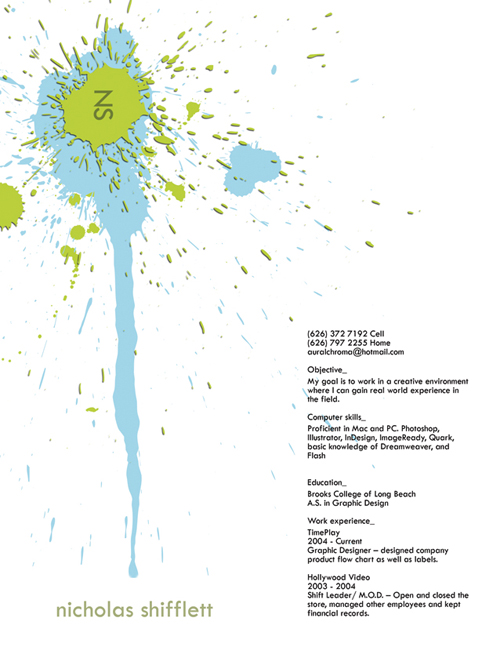 NS
(626) 372 7192 Cell
(626) 797 2255 Home
auralchroma@hotmail.com
Objective_
My goal is to work in a creative environment
where I can gain real world experience in
the field.
Computer skills_
Proficient in Mac and PC. Photoshop,
Illustrator, InDesign, ImageReady, Quark,
basic knowledge of Dreamweaver, and
Flash
Education_
Brooks College of Long Beach
A.S. in Graphic Design
Work experience_
TimePlay
2004 - Current
Graphic Designer – designed company
product flow chart as well as labels.
Hollywood Video
2003 - 2004
Shift Leader/ M.O.D. – Open and closed the
store, managed other employees and kept
financial records.
nicholas shifflett